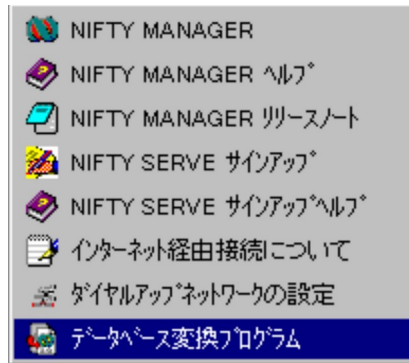 NIFTY MANAGER
NIFTY MANAGER ﾍﾙﾌﾟ
NIFTY MANAGER ﾘﾘｰｽﾉｰﾄ
NIFTY SERVE ｻｲﾝｱｯﾌﾟ
NIFTY SERVE ｻｲﾝｱｯﾌﾟﾍﾙﾌﾟ
ｲﾝﾀｰﾈｯﾄ経由接続について
ﾀﾞｲﾔﾙｱｯﾌﾟﾈｯﾄﾜｰｸの設定
ﾃﾞｰﾀﾍﾞｰｽ変換ﾌﾟﾛｸﾞﾗﾑ